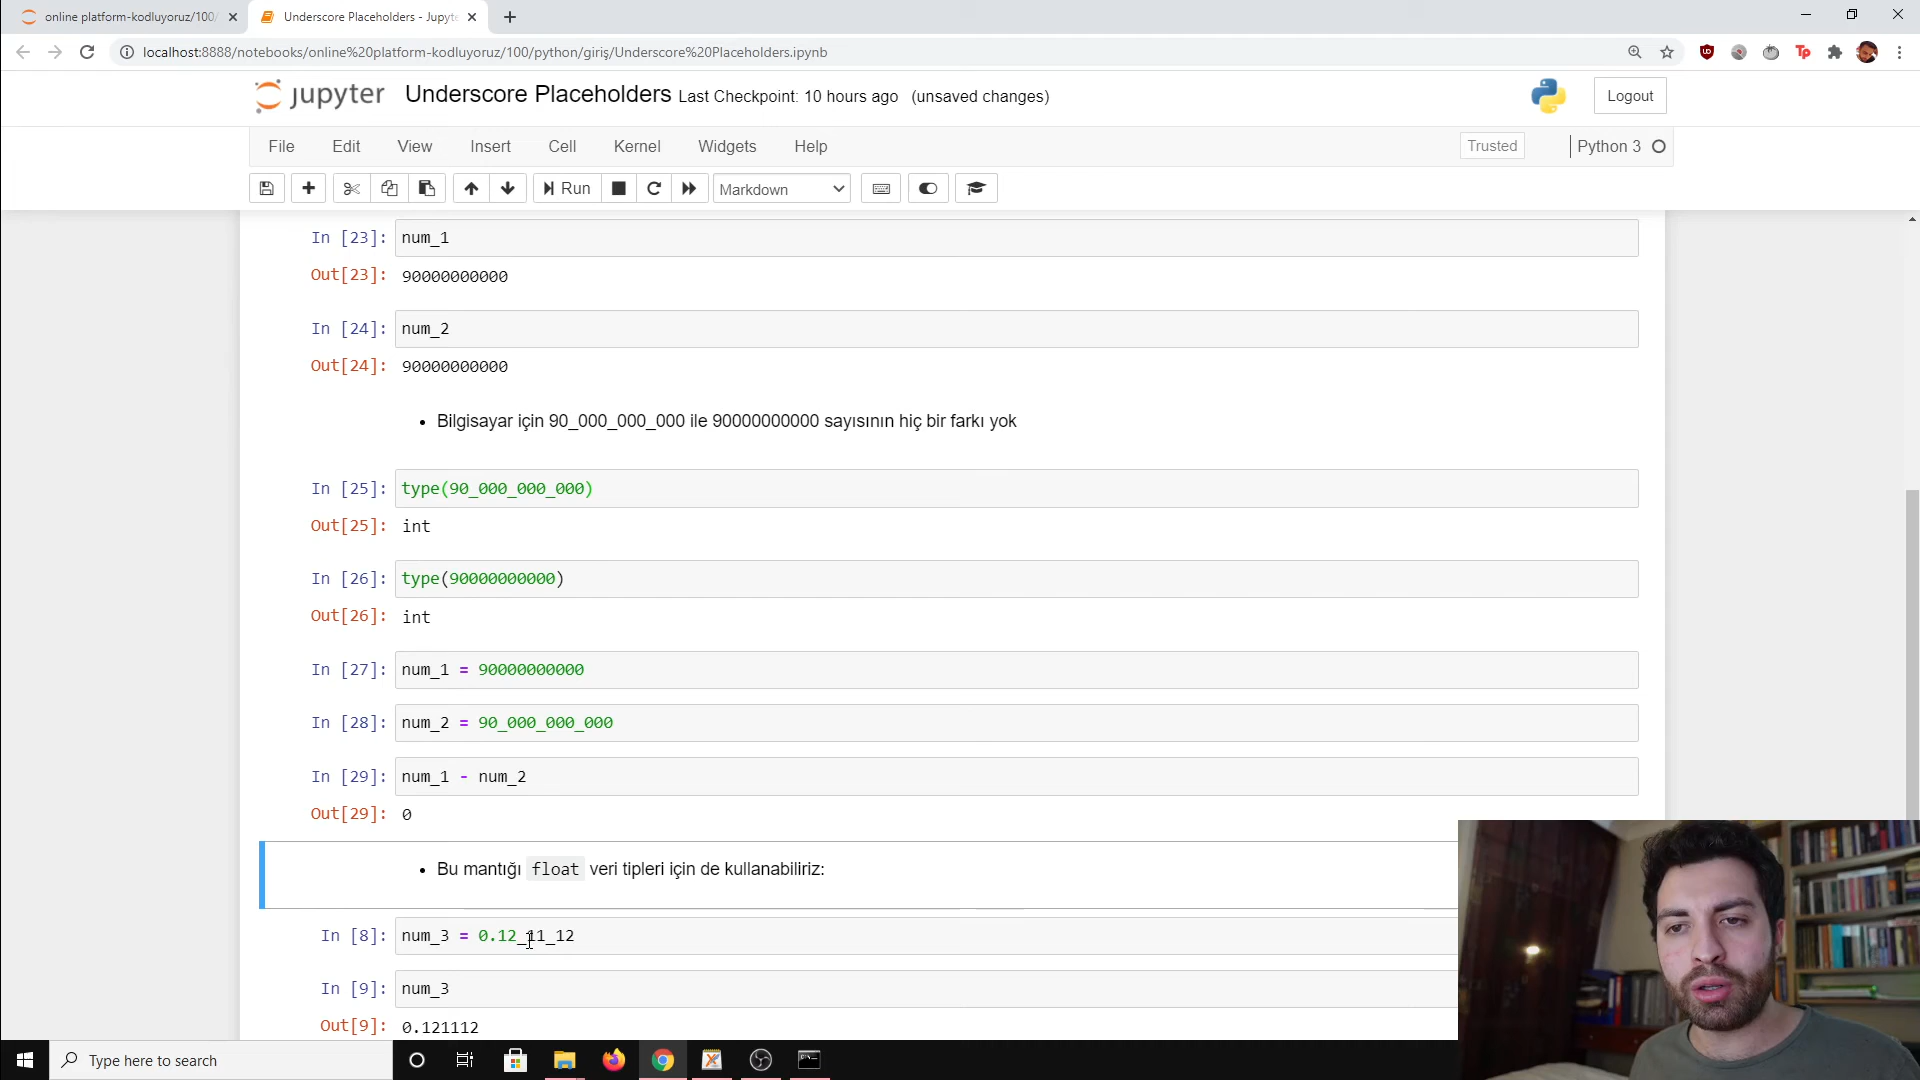 online platform-kodluyoruz/100/
Underscore Placeholders - Jupyte
localhost:8888/notebooks/online%20platform-kodluyoruz/100/python/giriş/Underscore%20Placeholders.ipynb
Tp
jupyter Underscore Placeholders Last Checkpoint: 10 hours ago (unsaved changes)
Logout
File Edit View Insert Cell Kernel Widgets Help
Trusted
Python 3
Run
Markdown
In [23]: num_1
Out[23]: 90000000000
In [24]: num_2
Out[24]: 90000000000
• Bilgisayar için 90_000_000_000 ile 90000000000 sayısının hiç bir farkı yok
In [25]: type(90_000_000_000)
Out[25]: int
In [26]: type(90000000000)
Out[26]: int
In [27]: num_1 = 90000000000
In [28]: num_2 = 90_000_000_000
In [29]: num_1 - num_2
Out[29]: 0
• Bu mantığı float veri tipleri için de kullanabiliriz:
In [8]: num_3 = 0.12_11_12
In [9]: num_3
Out[9]: 0.121112
Type here to search